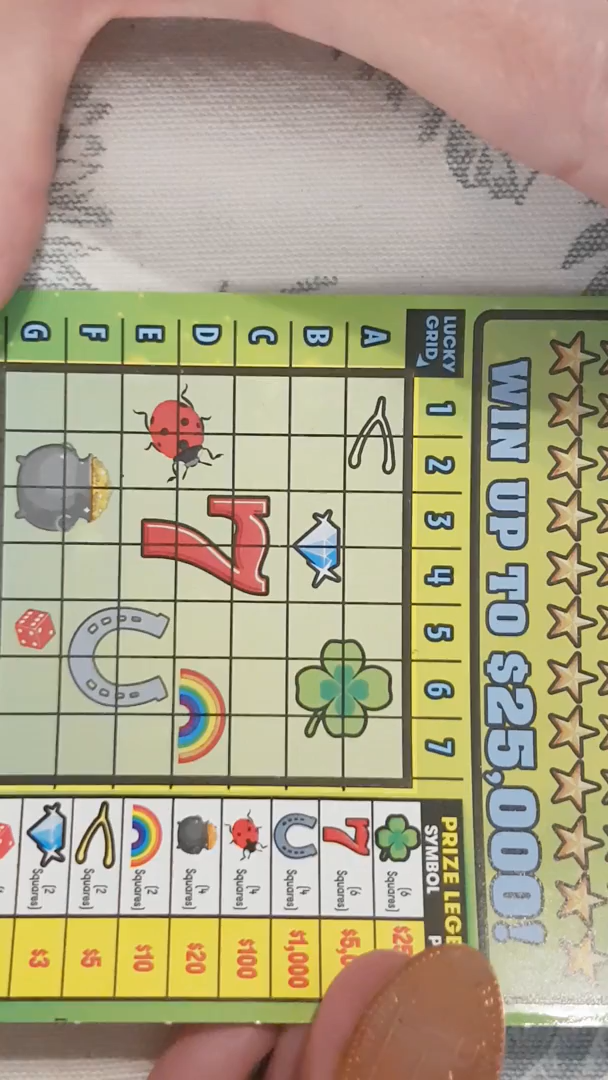 WIN UP TO $25,000!
LUCKY
GRID
1 2 3 4 5 6 7
A
B
C
D
E
F
G
SYMBOL
(6 Squares)
(6 Squares) $5,
(4 Squares) $1,000
(4 Squares) $100
(4 Squares) $20
(2 Squares) $10
(2 Squares) $5
(2 Squares) $3